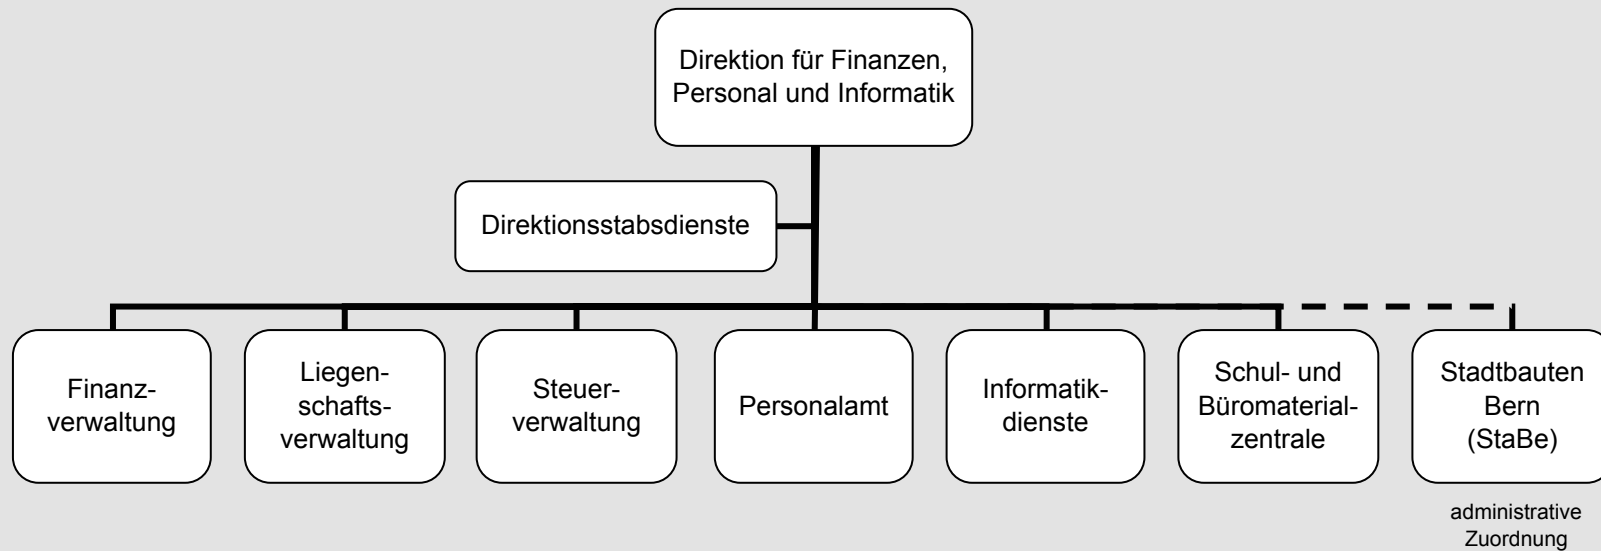 Direktion für Finanzen,
Personal und Informatik
Direktionsstabsdienste
Finanz-
verwaltung
Liegen-
schafts-
verwaltung
Steuer-
verwaltung
Personalamt
Informatik-
dienste
Schul- und
Büromaterial-
zentrale
Stadtbauten
Bern
(StaBe)
administrative
Zuordnung